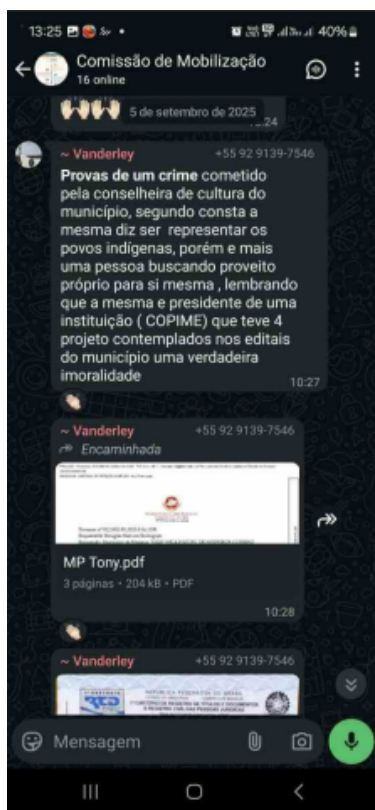 13:25
40%
Comissão de Mobilização
16 online
5 de setembro de 2025
~ Vanderley +55 92 9139-7546
Provas de um crime cometido
pela conselheira de cultura do
município, segundo consta a
mesma diz ser representar os
povos indígenas, porém e mais
uma pessoa buscando proveito
próprio para si mesma , lembrando
que a mesma e presidente de uma
instituição ( COPIME) que teve 4
projeto contemplados nos editais
do município uma verdadeira
imoralidade
10:27
~ Vanderley +55 92 9139-7546
Encaminhada
MP Tony.pdf
3 páginas • 204 kB • PDF
10:28
~ Vanderley +55 92 9139-7546
REPÚBLICA FEDERATIVA DO BRASIL
Mensagem